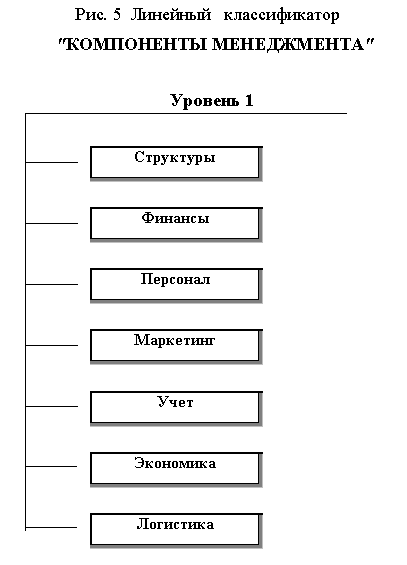 Рис. 5 Линейный классификатор
"КОМПОНЕНТЫ МЕНЕДЖМЕНТА"
Уровень 1
Структуры
Финансы
Персонал
Маркетинг
Учет
Экономика
Логистика